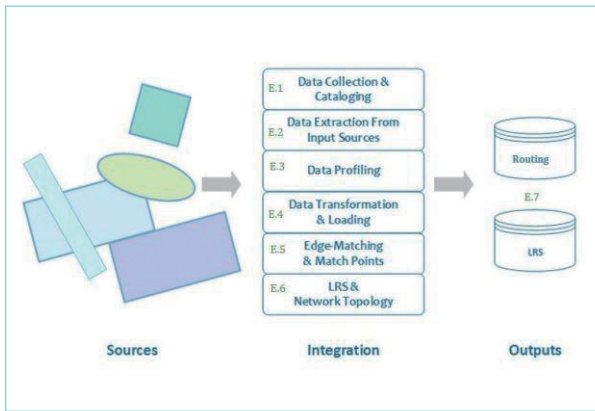 E.1 Data Collection &
Cataloging
E.2 Data Extraction From
Input Sources
E.3 Data Profiling
E.4 Data Transformation
& Loading
E.5 Edge-Matching
& Match Points
E.6 LRS &
Network Topology
Routing
E.7
LRS
Sources
Integration
Outputs